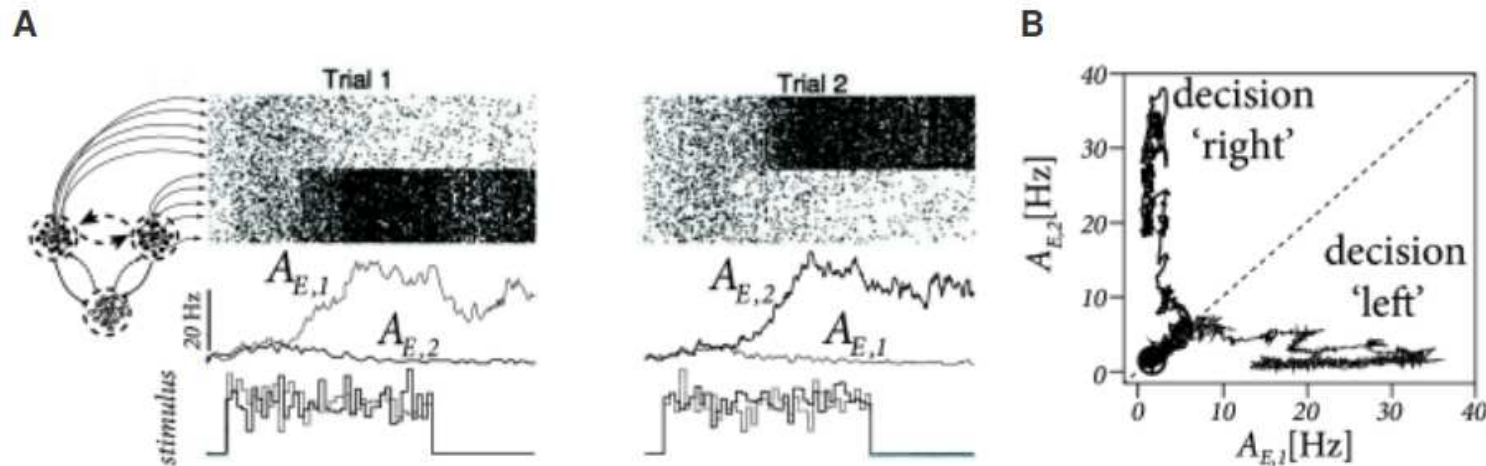 A
B
Trial 1
Trial 2
A_{E,1}
A_{E,2}
20 Hz
stimulus
A_{E,2}
A_{E,1}
40
30
20
10
0
A_{E,2}[Hz]
decision
'right'
decision
'left'
0 10 20 30 40
A_{E,1}[Hz]